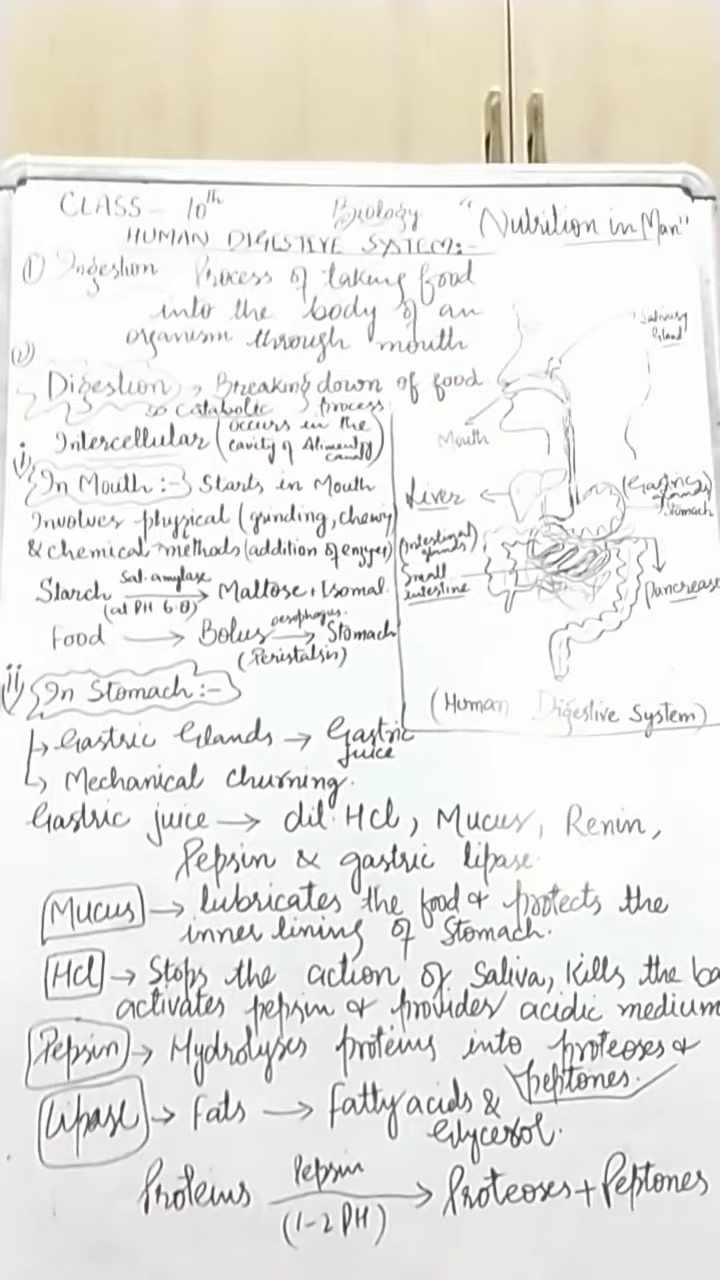 CLASS - 10th Biology "Nutrition in Man"
HUMAN DIGESTIVE SYSTEM:-
(1) Ingestion Process of taking food
into the body of an
organism through mouth
(2)
Digestion, Breaking down of food
catabolic process
Intercellular (occurs in the
cavity of Alimentary
canal)
i) In Mouth :- Starts in Mouth
Involves physical (grinding, chewy
& chemical methods (addition of enzymes)
Starch Sal. amylase → Maltose + Isomal.
(at PH 6.8)
Food → Bolus oesophagus → Stomach
(Peristalsis)
ii) In Stomach :-
↳ Gastric Glands → Gastric
juice
↳ Mechanical churning.
Gastric juice → dil. Hcl, Mucus, Renin,
Pepsin & gastric lipase.
Mucus → lubricates the food & protects the
inner lining of Stomach.
Hcl → Stops the action of Saliva, Kills the ba
activates pepsin & provides acidic medium
Pepsin → Hydrolyses proteins into proteoses &
peptones.
Lipase → Fats → Fatty acids &
Glycerol.
Proteins Pepsin → Proteoses + Peptones
(1-2 PH)
Salivary
Gland
Mouth
Liver
(Gastric
glands)
Stomach
(Intestinal
glands)
Small
intestine
Pancreas
(Human Digestive System)